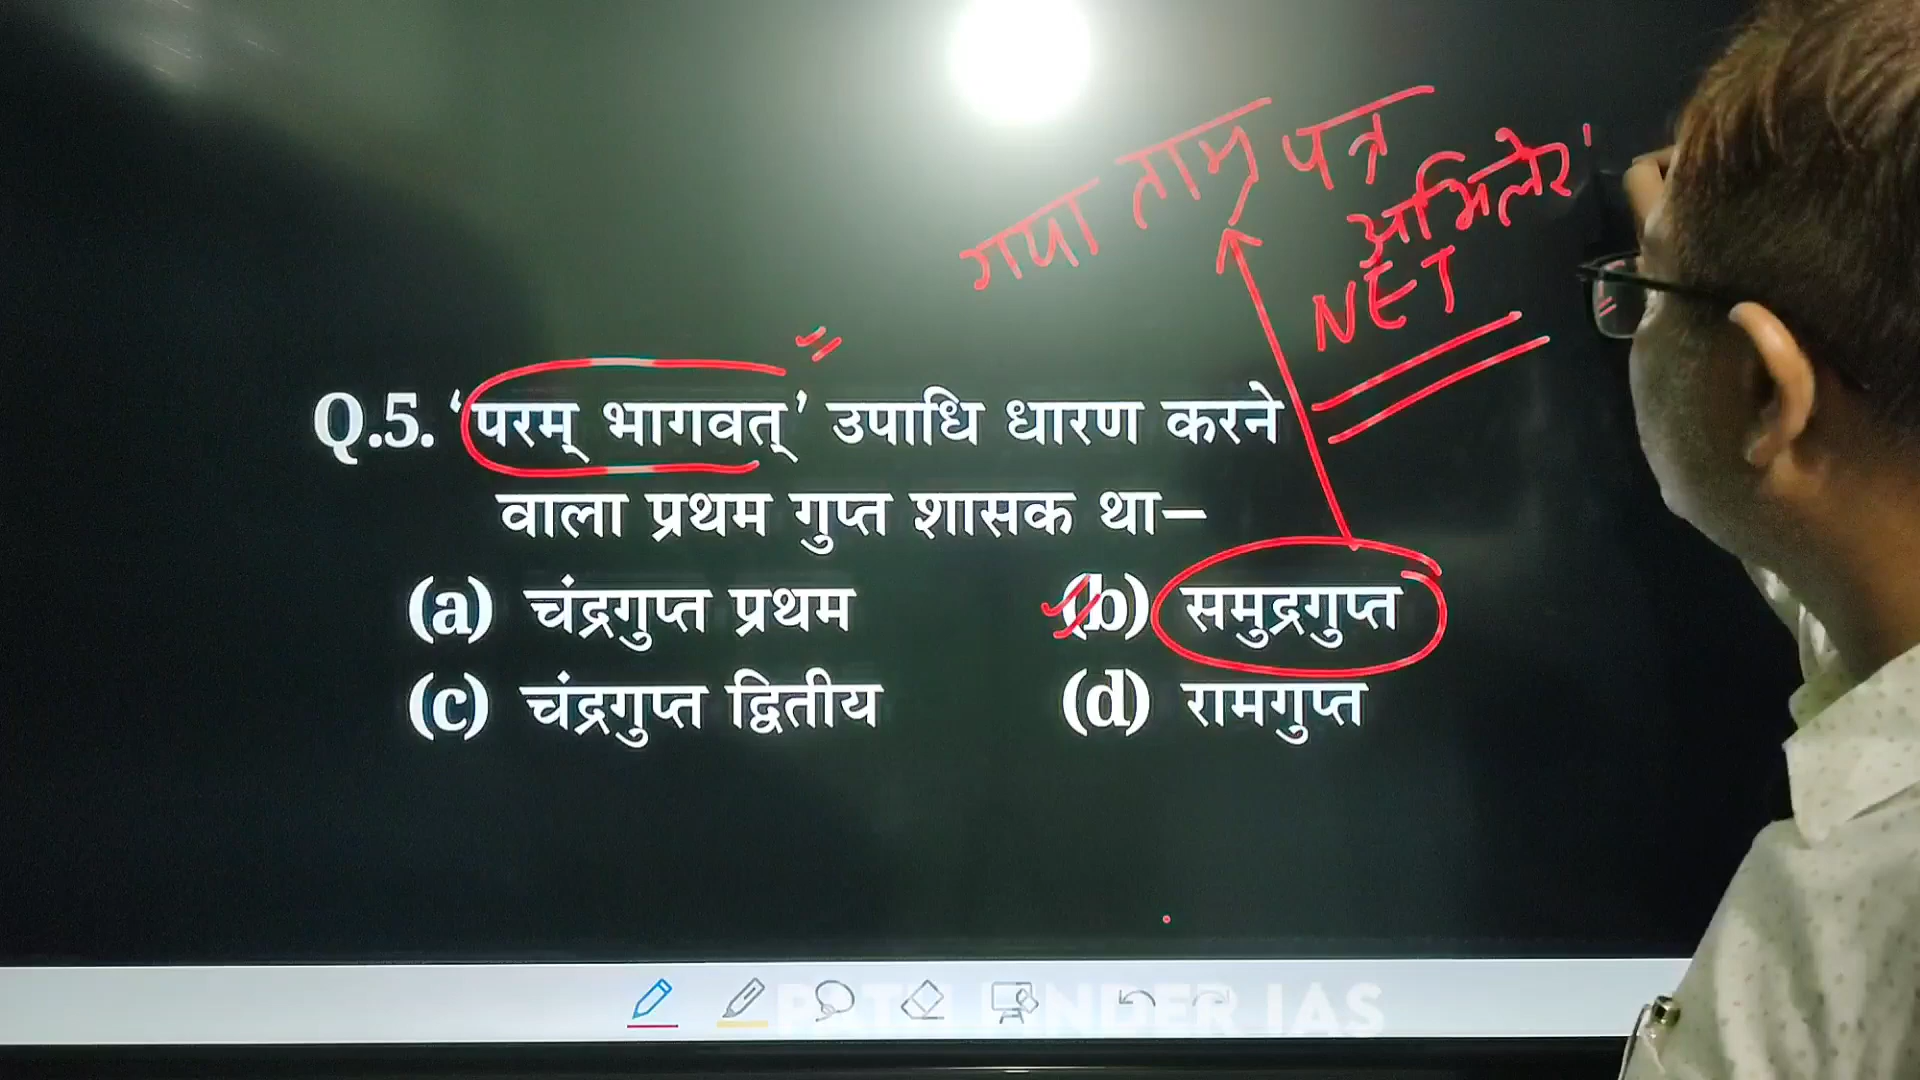 गया ताम्र पत्र
अभिलेख
NET
Q.5. ‘परम् भागवत्’ उपाधि धारण करने
वाला प्रथम गुप्त शासक था–
(a) चंद्रगुप्त प्रथम (b) समुद्रगुप्त
(c) चंद्रगुप्त द्वितीय (d) रामगुप्त